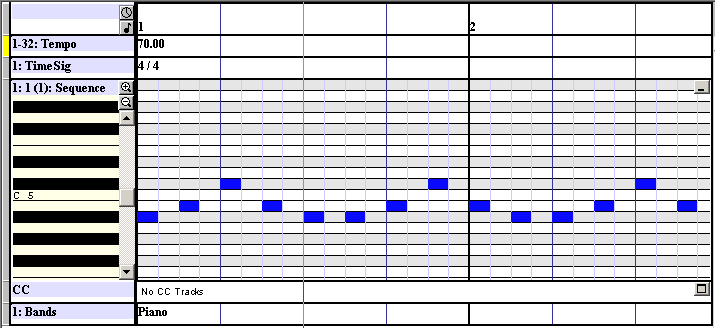 1 2
1-32: Tempo 70.00
1: TimeSig 4 / 4
1: 1 (1): Sequence
C 5
CC No CC Tracks
1: Bands Piano